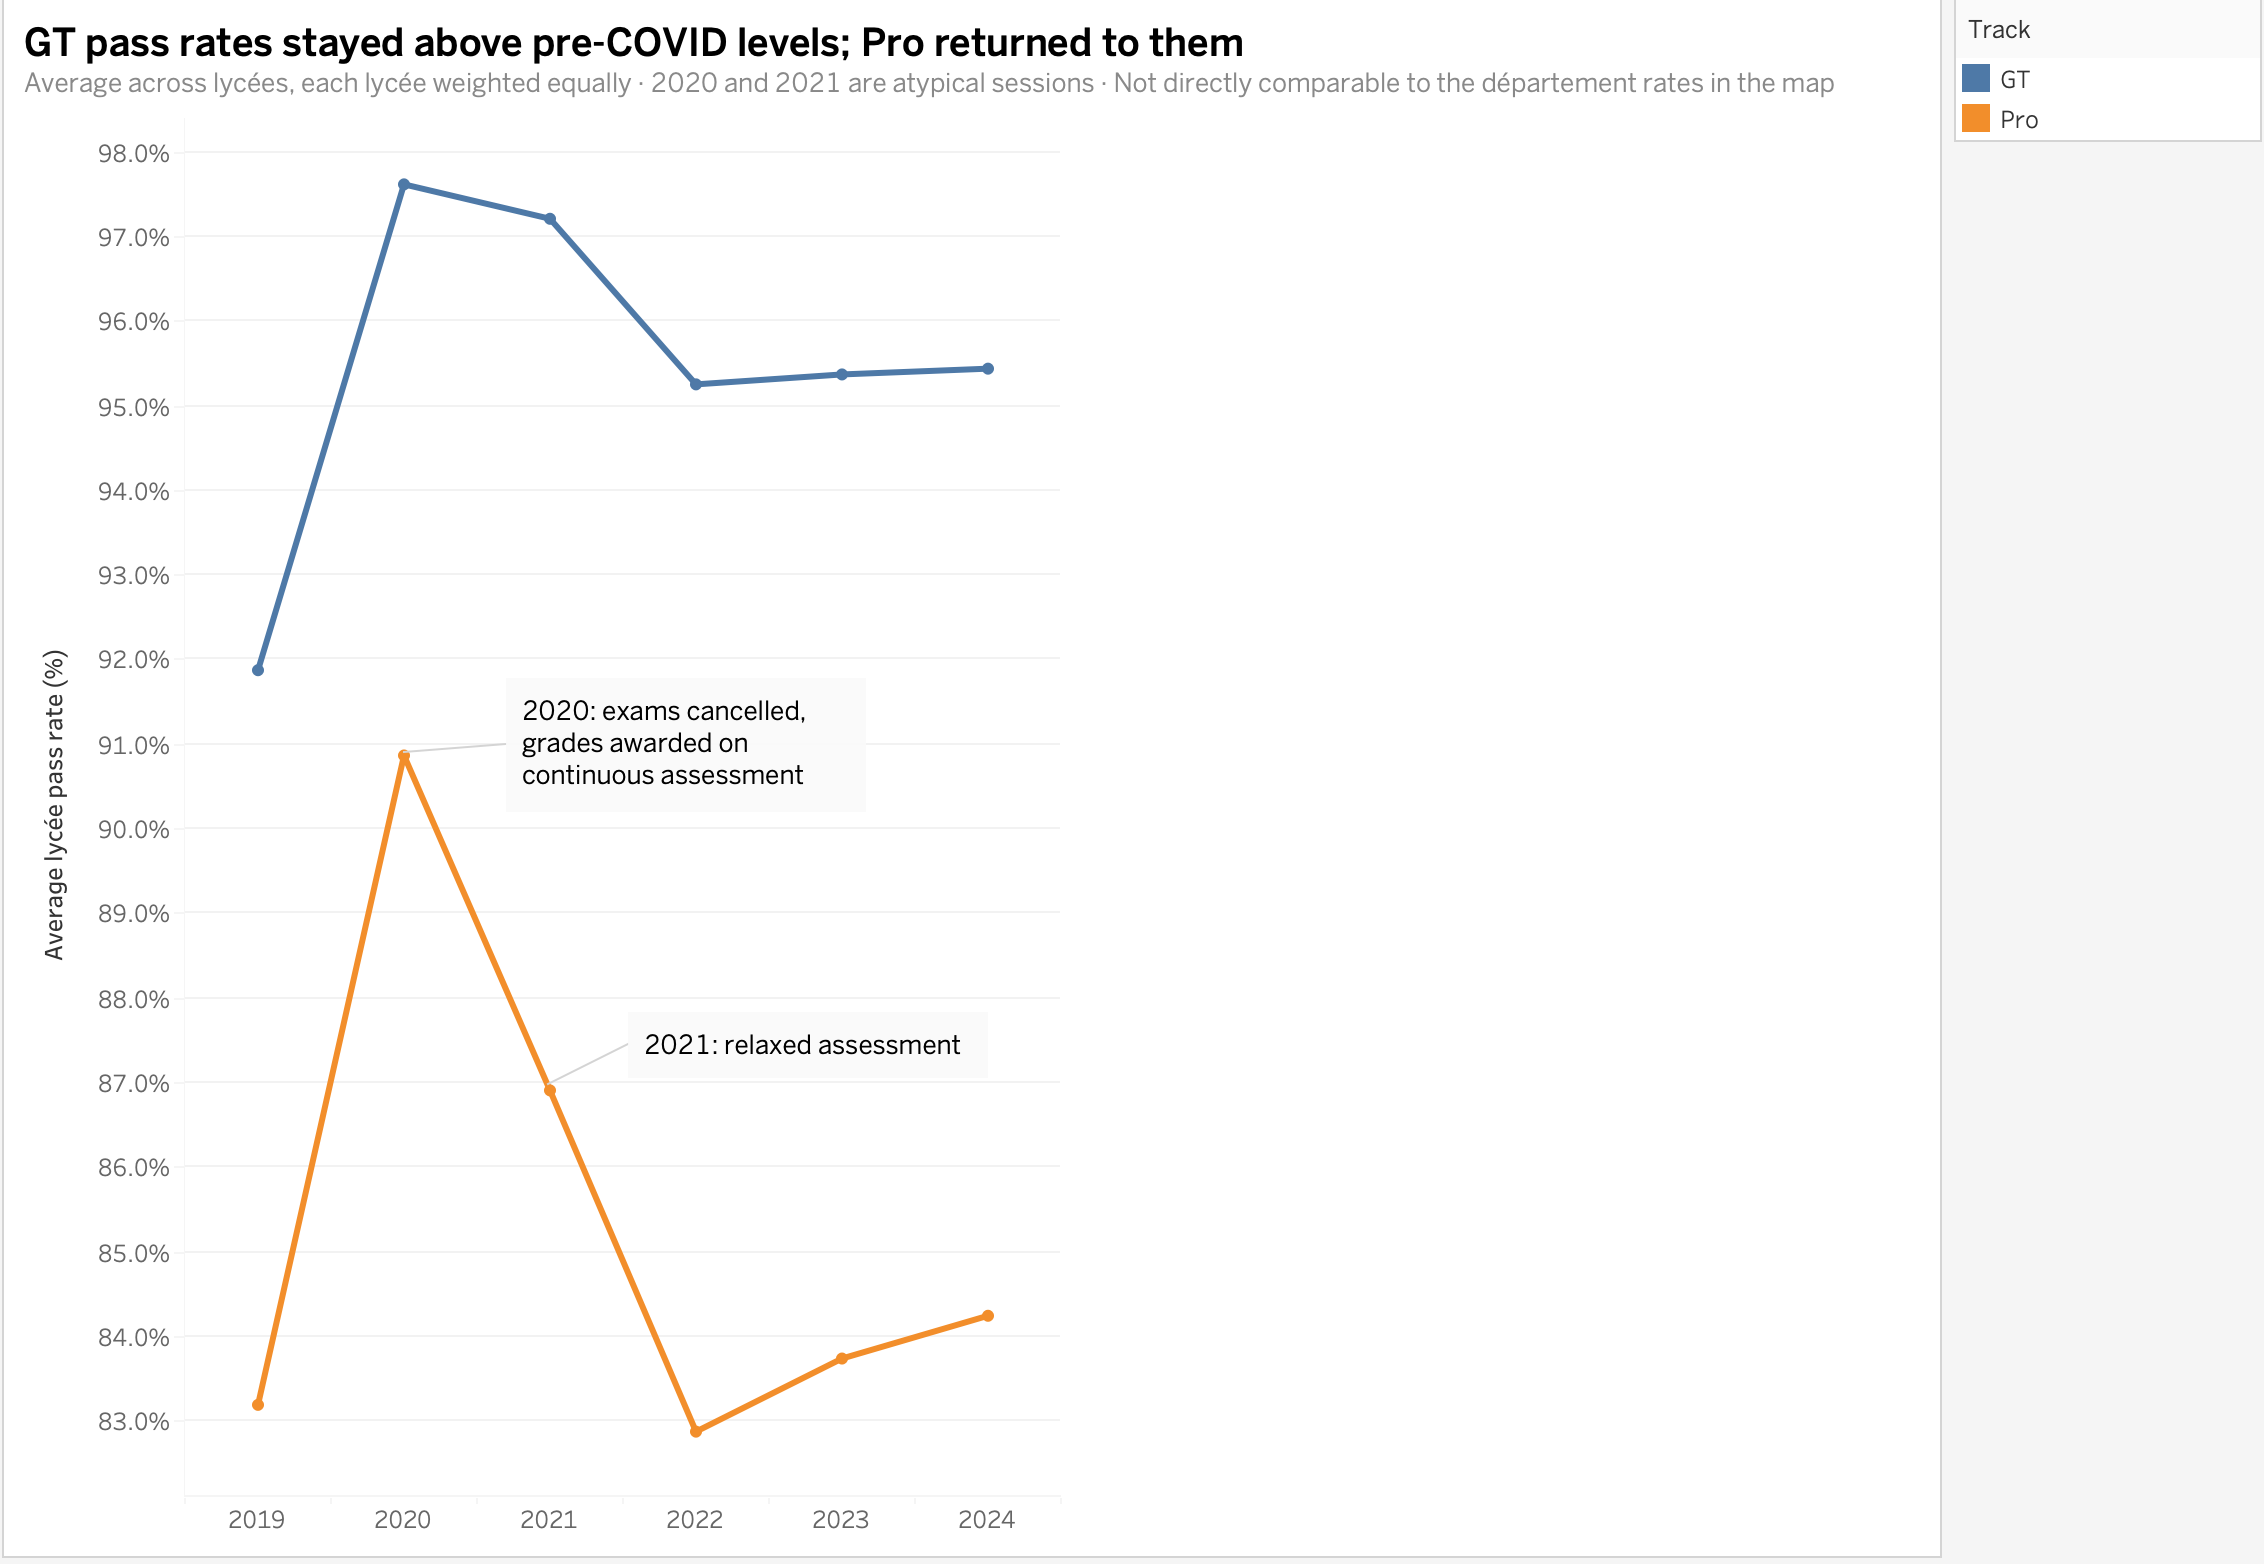 GT pass rates stayed above pre-COVID levels; Pro returned to them
Average across lycées, each lycée weighted equally · 2020 and 2021 are atypical sessions · Not directly comparable to the département rates in the map
Track
GT
Pro
98.0%
97.0%
96.0%
95.0%
94.0%
93.0%
92.0%
91.0%
90.0%
89.0%
88.0%
87.0%
86.0%
85.0%
84.0%
83.0%
Average lycée pass rate (%)
2020: exams cancelled,
grades awarded on
continuous assessment
2021: relaxed assessment
2019
2020
2021
2022
2023
2024